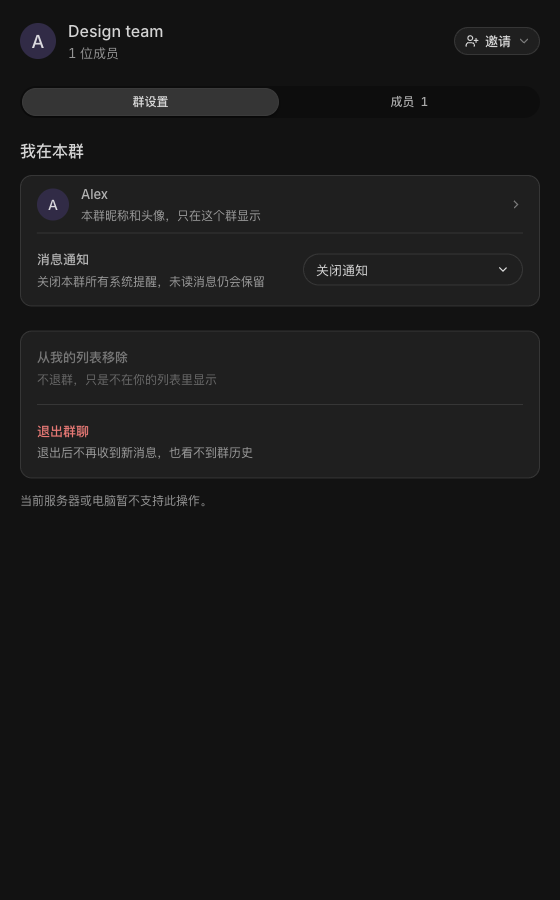 A
Design team
1 位成员
邀请
群设置
成员 1
我在本群
A
Alex
本群昵称和头像，只在这个群显示
消息通知
关闭本群所有系统提醒，未读消息仍会保留
关闭通知
从我的列表移除
不退群，只是不在你的列表里显示
退出群聊
退出后不再收到新消息，也看不到群历史
当前服务器或电脑暂不支持此操作。